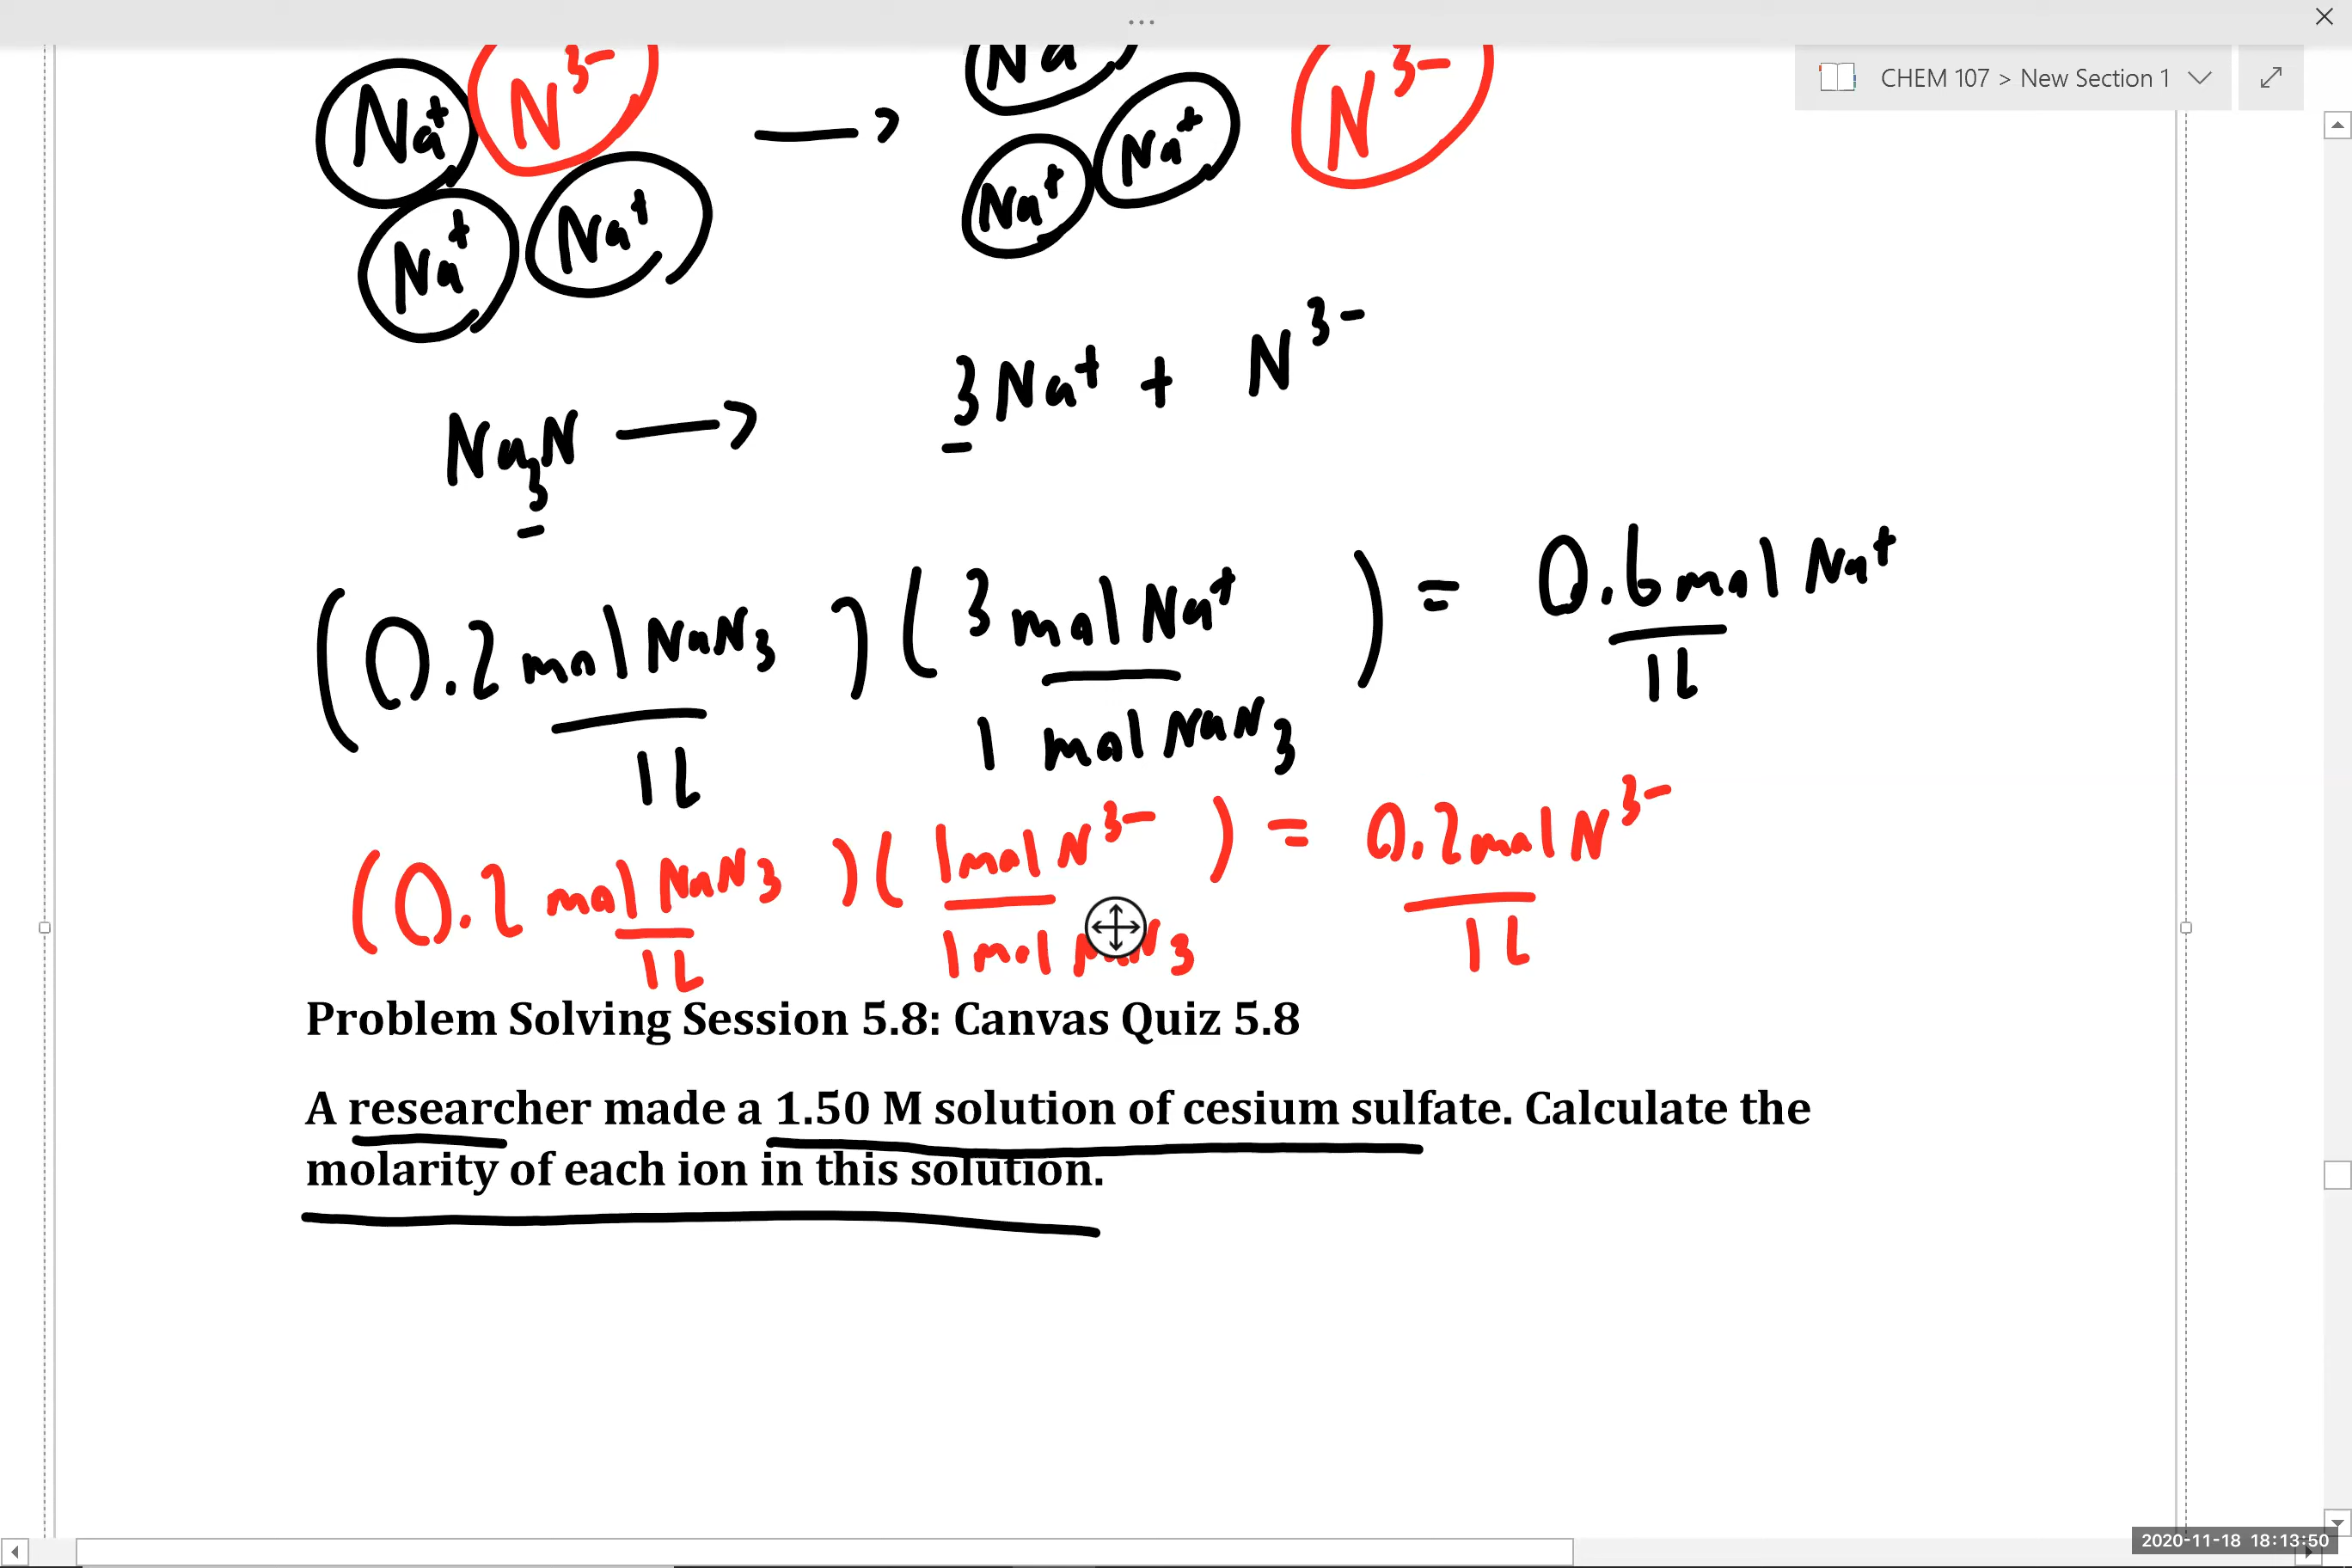 ...
CHEM 107 > New Section 1
Na⁺ N³⁻ ⟶ Na N³⁻
Na⁺ Na⁺ Na⁺ Na⁺
Na₃N ⟶ 3Na⁺ + N³⁻
(0.2 mol NaN₃ / 1L)(3 mol Na⁺ / 1 mol NaN₃) = 0.6 mol Na⁺ / 1L
(0.2 mol NaN₃ / 1L)(1 mol N³⁻ / 1 mol NaN₃) = 0.2 mol N³⁻ / 1L
Problem Solving Session 5.8: Canvas Quiz 5.8
A researcher made a 1.50 M solution of cesium sulfate. Calculate the
molarity of each ion in this solution.
2020-11-18 18:13:50